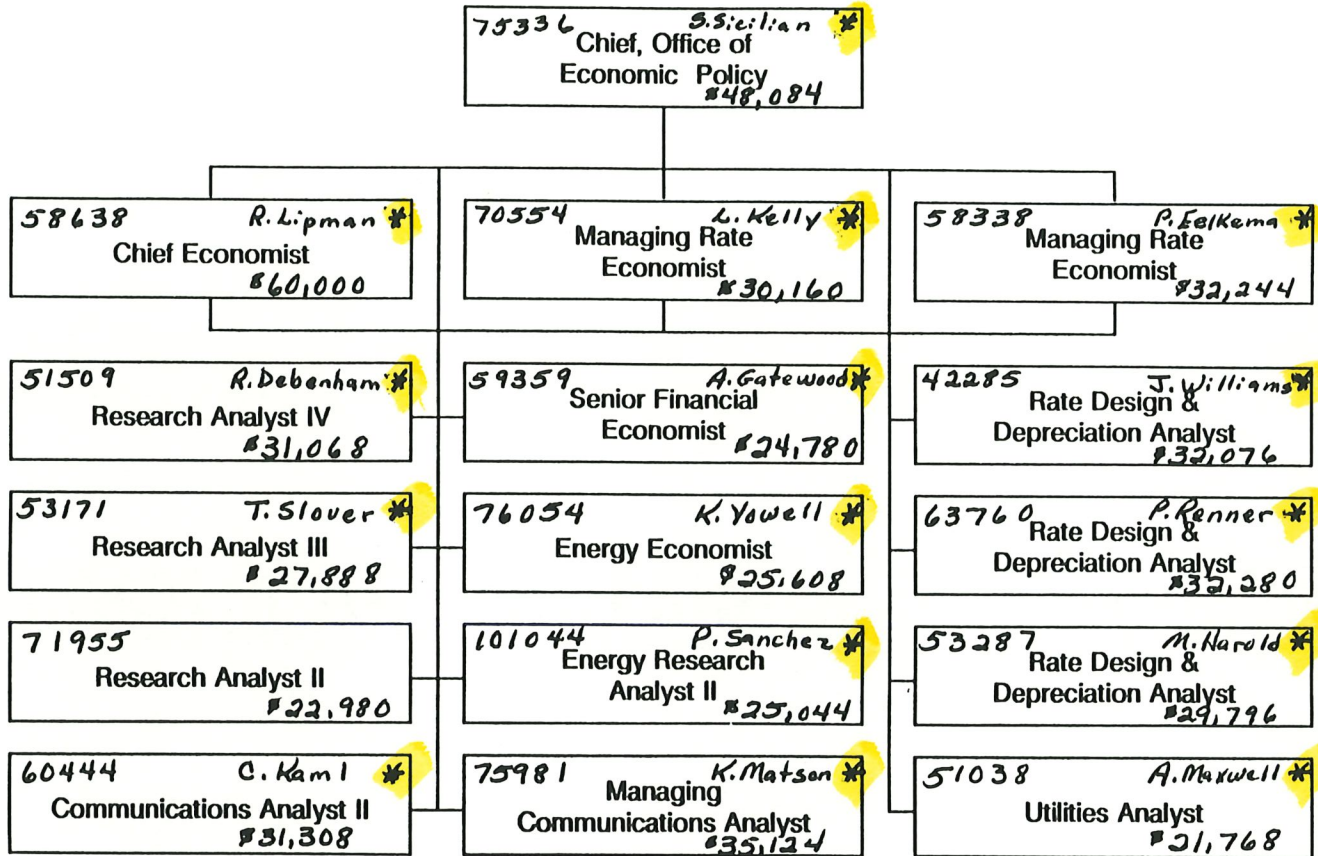 75336 S.Sicilian *
Chief, Office of
Economic Policy
$48,084
58638 R.Lipman *
Chief Economist
$60,000
70554 L.Kelly *
Managing Rate
Economist
$30,160
58338 P.Eelkema *
Managing Rate
Economist
$32,244
51509 R.Debenham *
Research Analyst IV
$31,068
59359 A.Gatewood *
Senior Financial
Economist
$24,780
42285 J.Williams *
Rate Design &
Depreciation Analyst
$32,076
53171 T.Slover *
Research Analyst III
$27,888
76054 K.Yowell *
Energy Economist
$25,608
63760 P.Renner *
Rate Design &
Depreciation Analyst
$32,280
71955
Research Analyst II
$22,980
101044 P.Sanchez *
Energy Research
Analyst II
$25,044
53287 M.Harold *
Rate Design &
Depreciation Analyst
$29,796
60444 C.Kaml *
Communications Analyst II
$31,308
75981 K.Matson *
Managing
Communications Analyst
$35,124
51038 A.Maxwell *
Utilities Analyst
$21,768